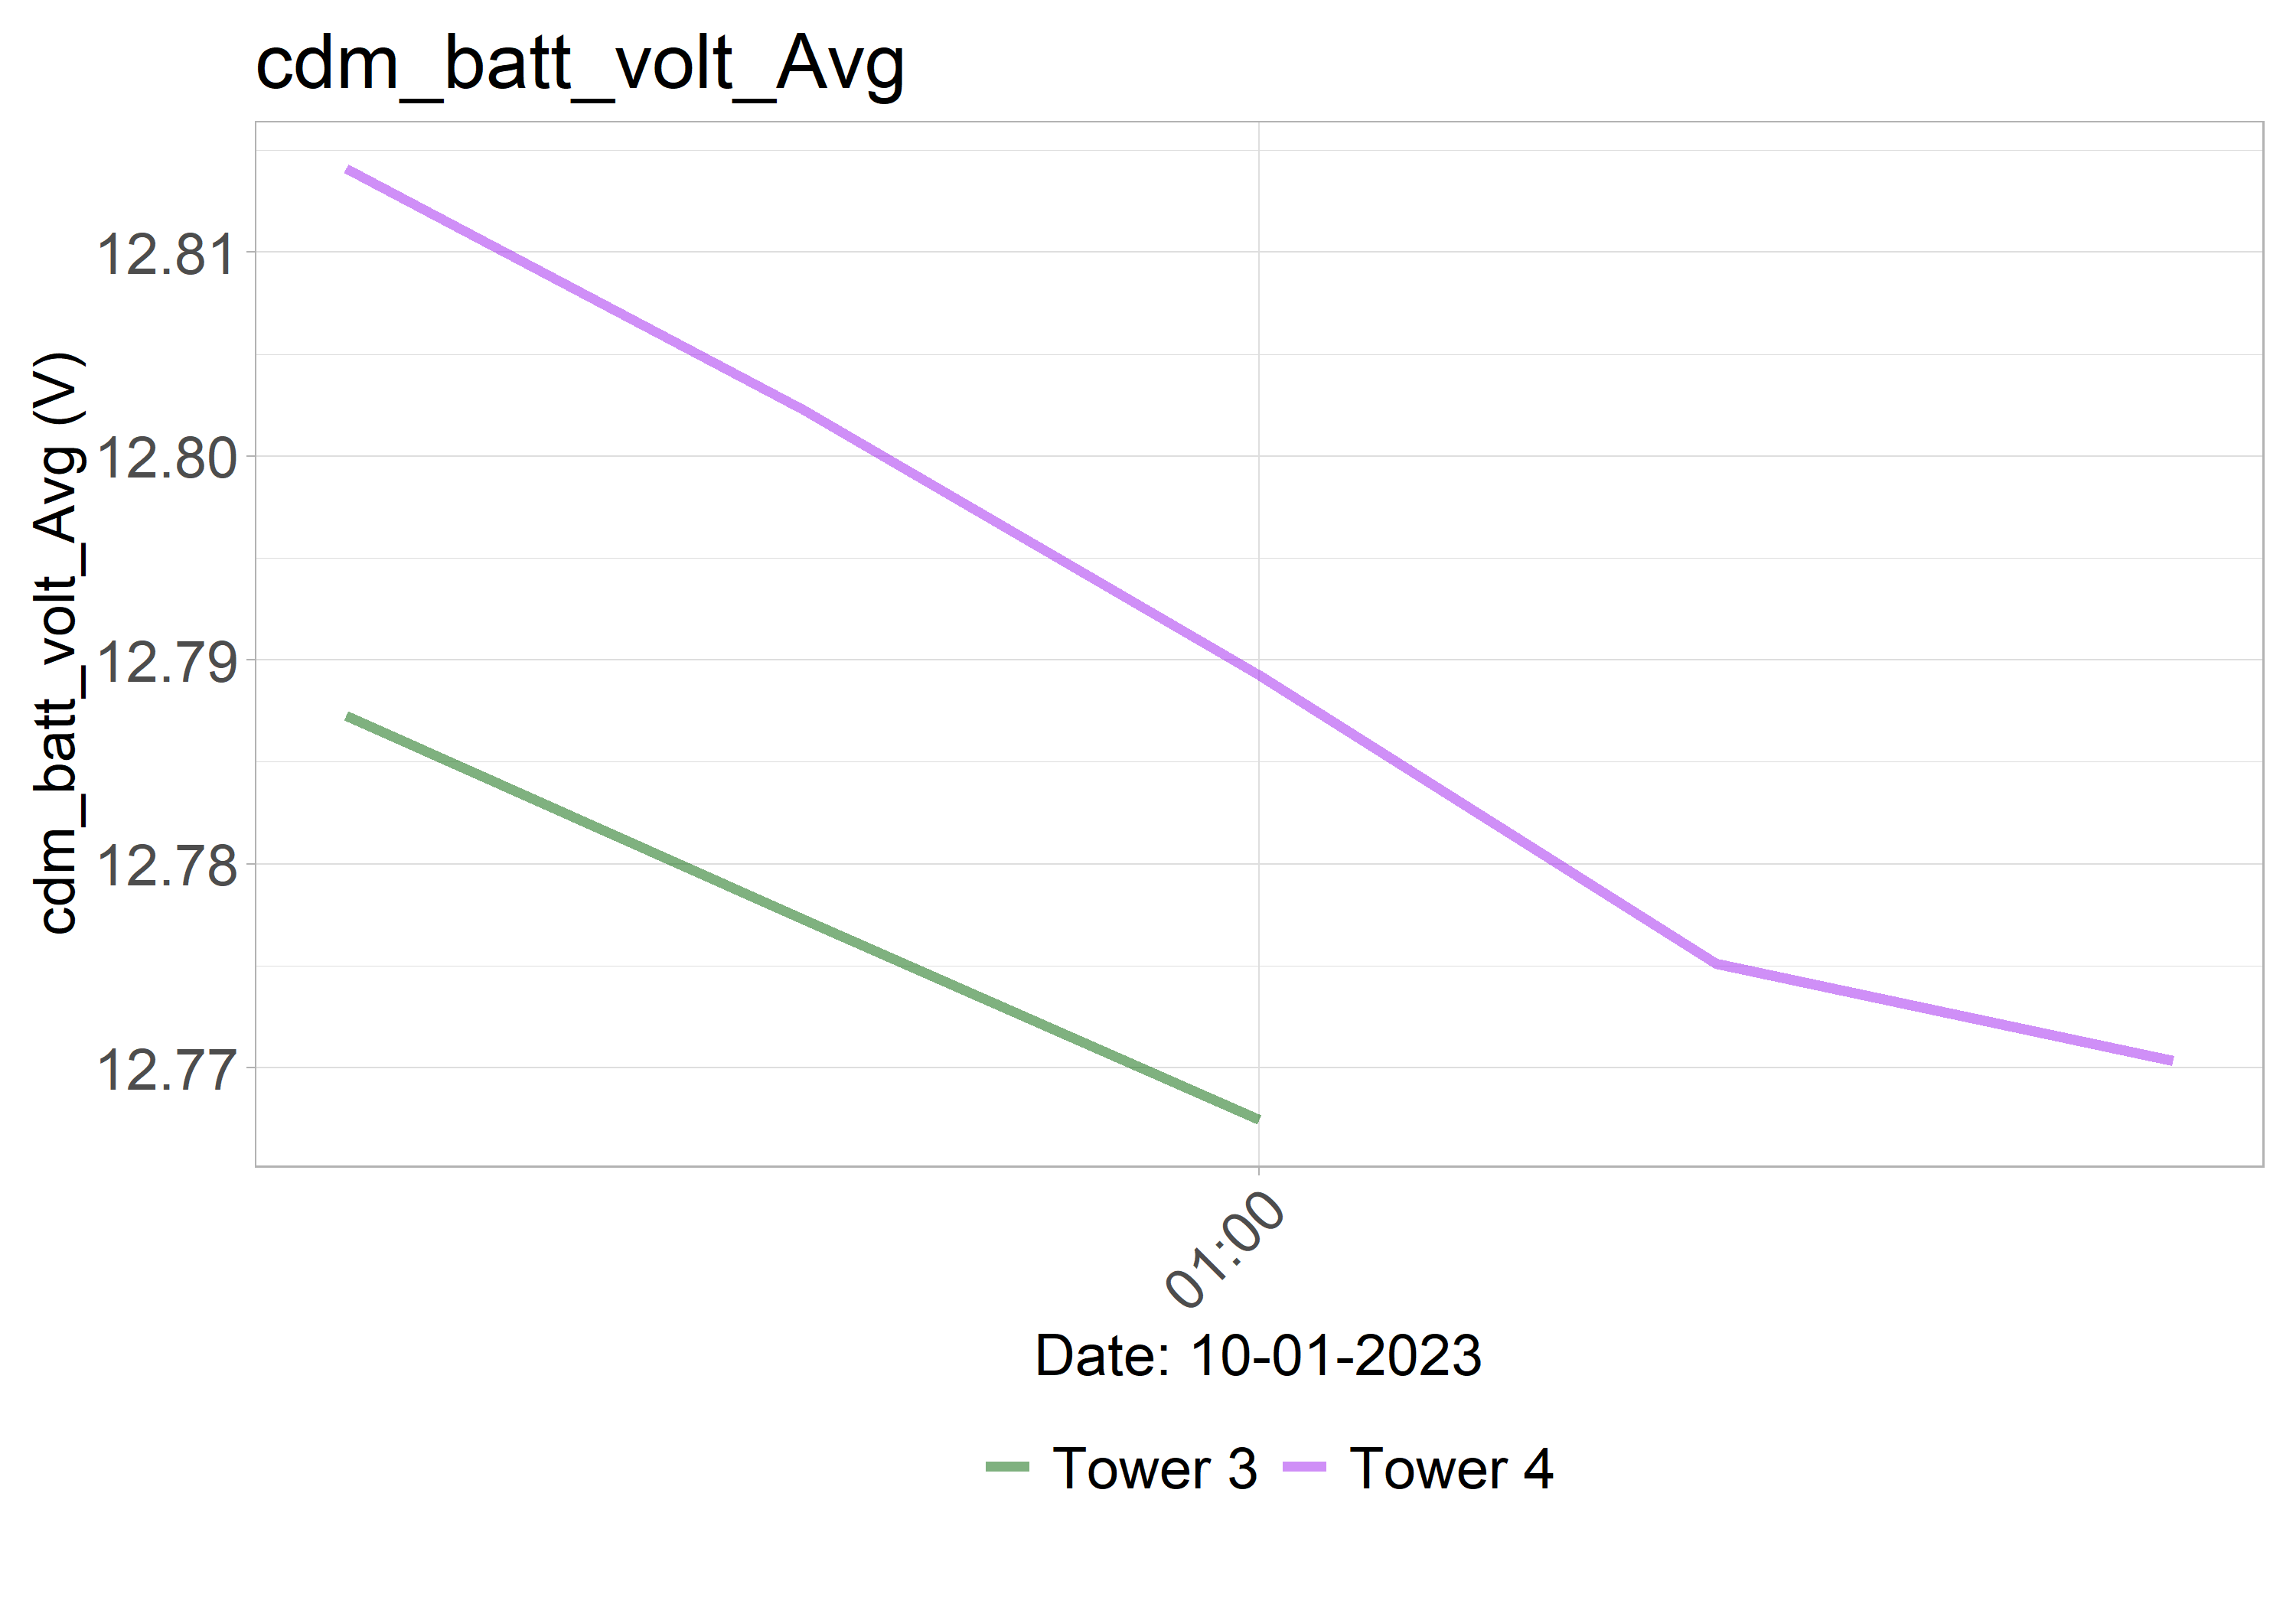 cdm_batt_volt_Avg
cdm_batt_volt_Avg (V)
12.81
12.80
12.79
12.78
12.77
01:00
Date: 10-01-2023
Tower 3 Tower 4